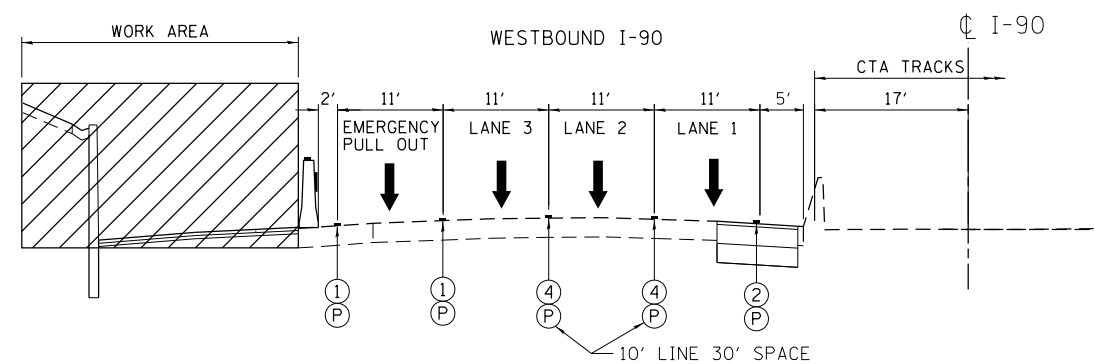 WORK AREA
WESTBOUND I-90
℄ I-90
CTA TRACKS
2'
11'
11'
11'
11'
5'
17'
EMERGENCY
PULL OUT
LANE 3
LANE 2
LANE 1
1
P
1
P
4
P
4
P
2
P
10' LINE 30' SPACE